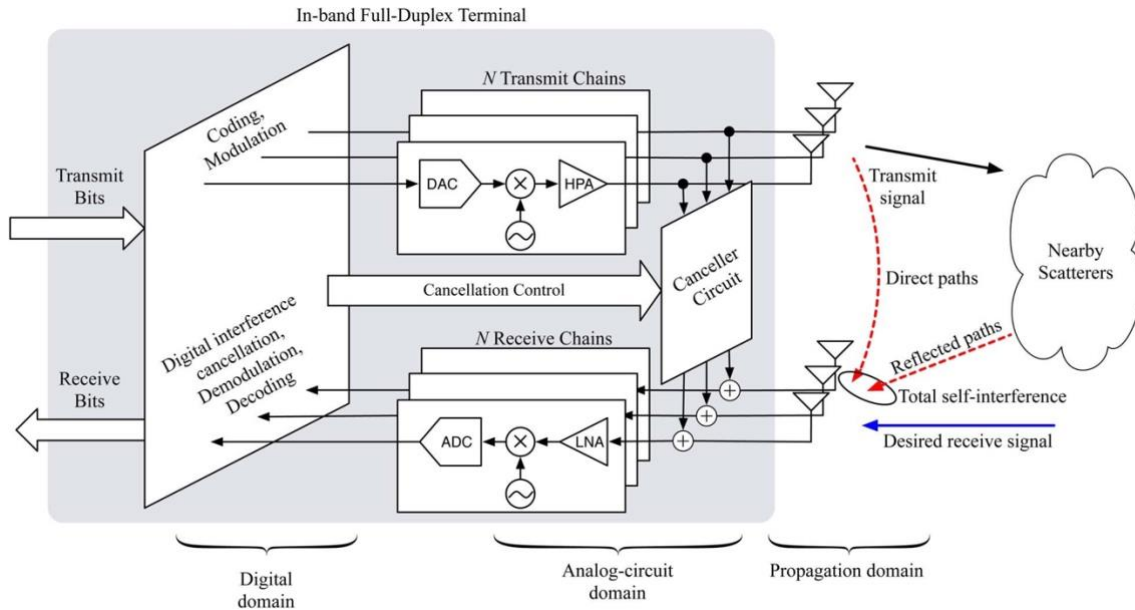 In-band Full-Duplex Terminal
N Transmit Chains
Coding,
Modulation
Transmit
Bits
DAC
HPA
Transmit
signal
Nearby
Scatterers
Canceller
Circuit
Cancellation Control
Direct paths
Digital interference
cancellation,
Demodulation,
Decoding
N Receive Chains
Reflected paths
Receive
Bits
Total self-interference
Desired receive signal
ADC
LNA
Digital
domain
Analog-circuit
domain
Propagation domain